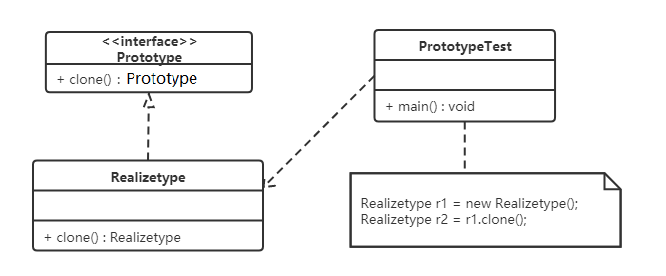 <<interface>>
Prototype
+ clone() : Prototype
PrototypeTest
+ main() : void
Realizetype
+ clone() : Realizetype
Realizetype r1 = new Realizetype();
Realizetype r2 = r1.clone();